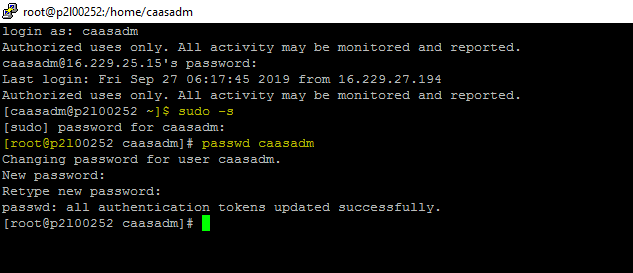 root@p2l00252:/home/caasadm
login as: caasadm
Authorized uses only. All activity may be monitored and reported.
caasadm@16.229.25.15's password:
Last login: Fri Sep 27 06:17:45 2019 from 16.229.27.194
Authorized uses only. All activity may be monitored and reported.
[caasadm@p2l00252 ~]$ sudo -s
[sudo] password for caasadm:
[root@p2l00252 caasadm]# passwd caasadm
Changing password for user caasadm.
New password:
Retype new password:
passwd: all authentication tokens updated successfully.
[root@p2l00252 caasadm]#